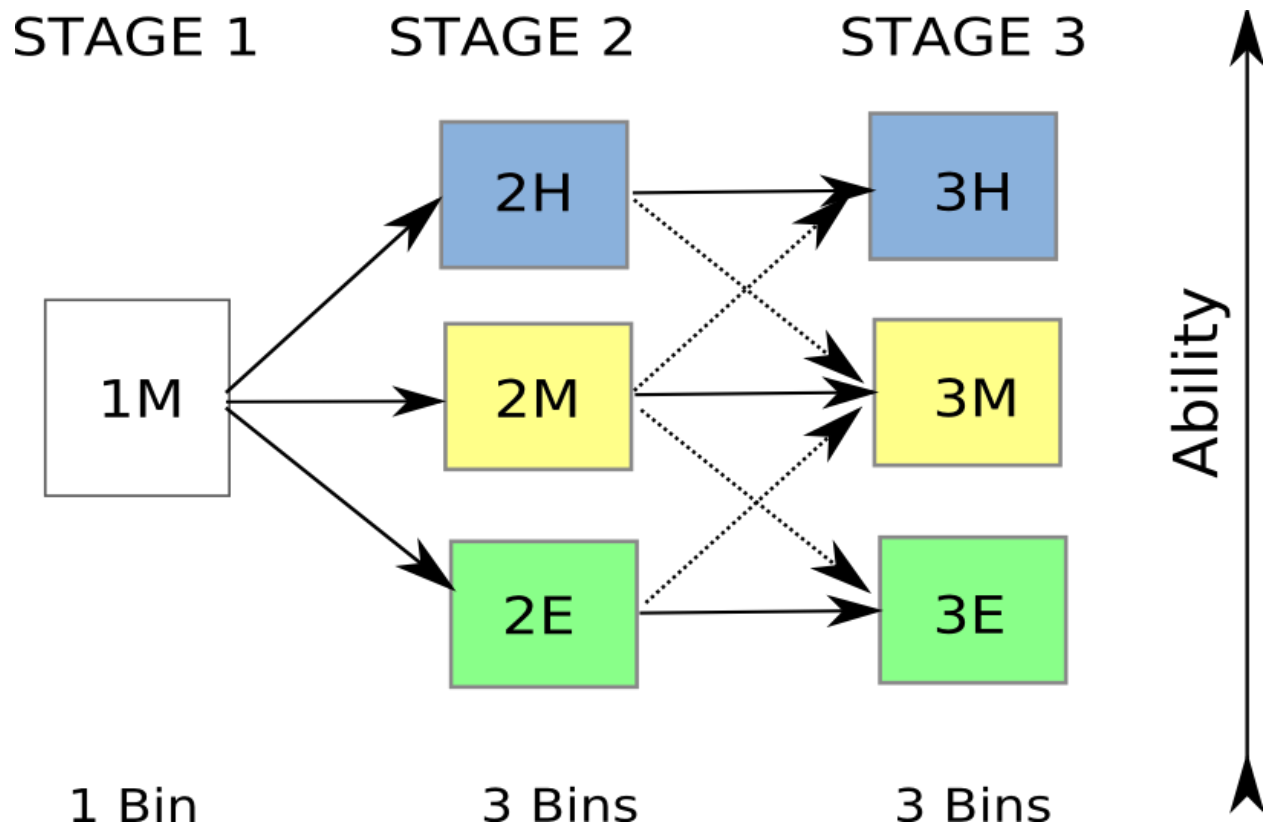 STAGE 1
STAGE 2
STAGE 3
2H
3H
1M
2M
3M
Ability
2E
3E
1 Bin
3 Bins
3 Bins